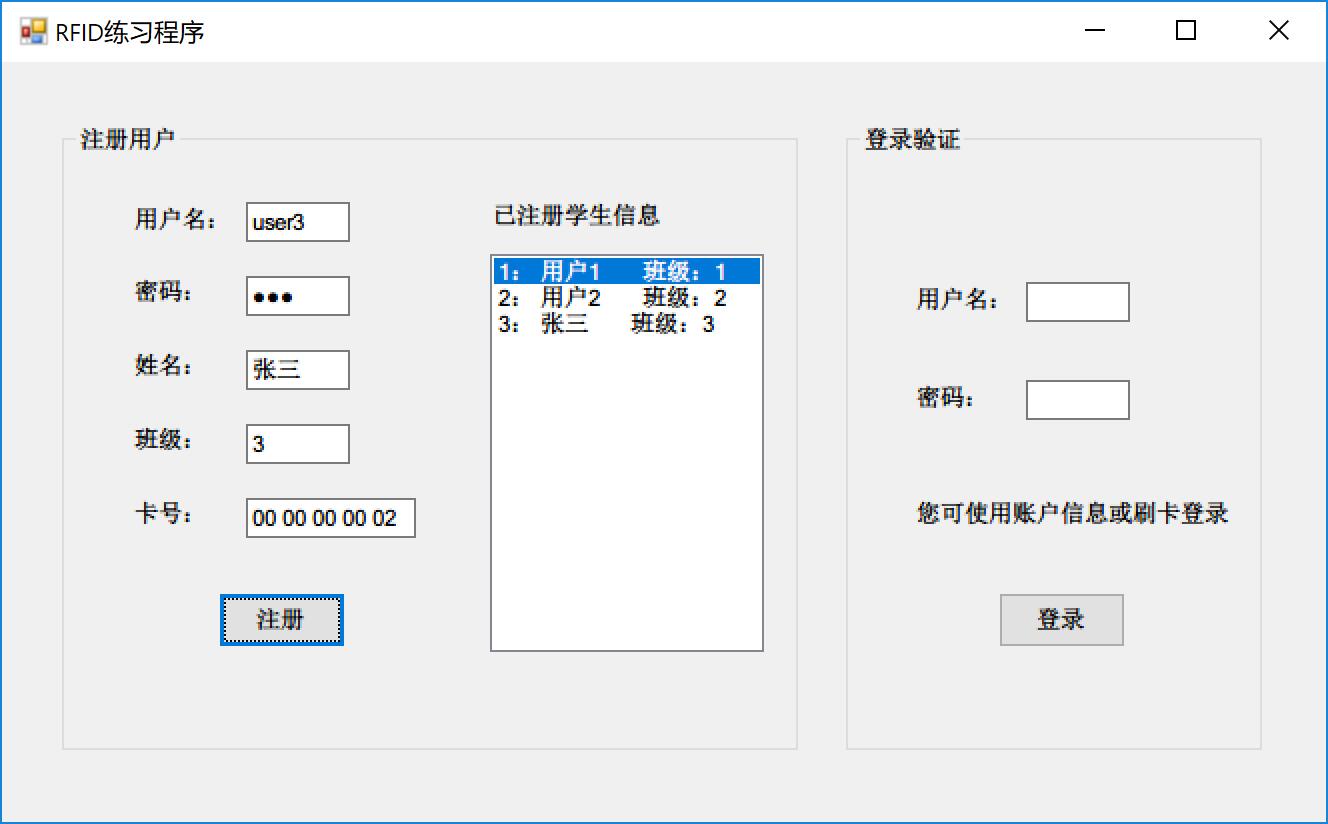 RFID练习程序
注册用户
用户名：
user3
密码：
●●●
姓名：
张三
班级：
3
卡号：
00 00 00 00 02
注册
已注册学生信息
1： 用户1 班级：1
2： 用户2 班级：2
3： 张三 班级：3
登录验证
用户名：
密码：
您可使用账户信息或刷卡登录
登录